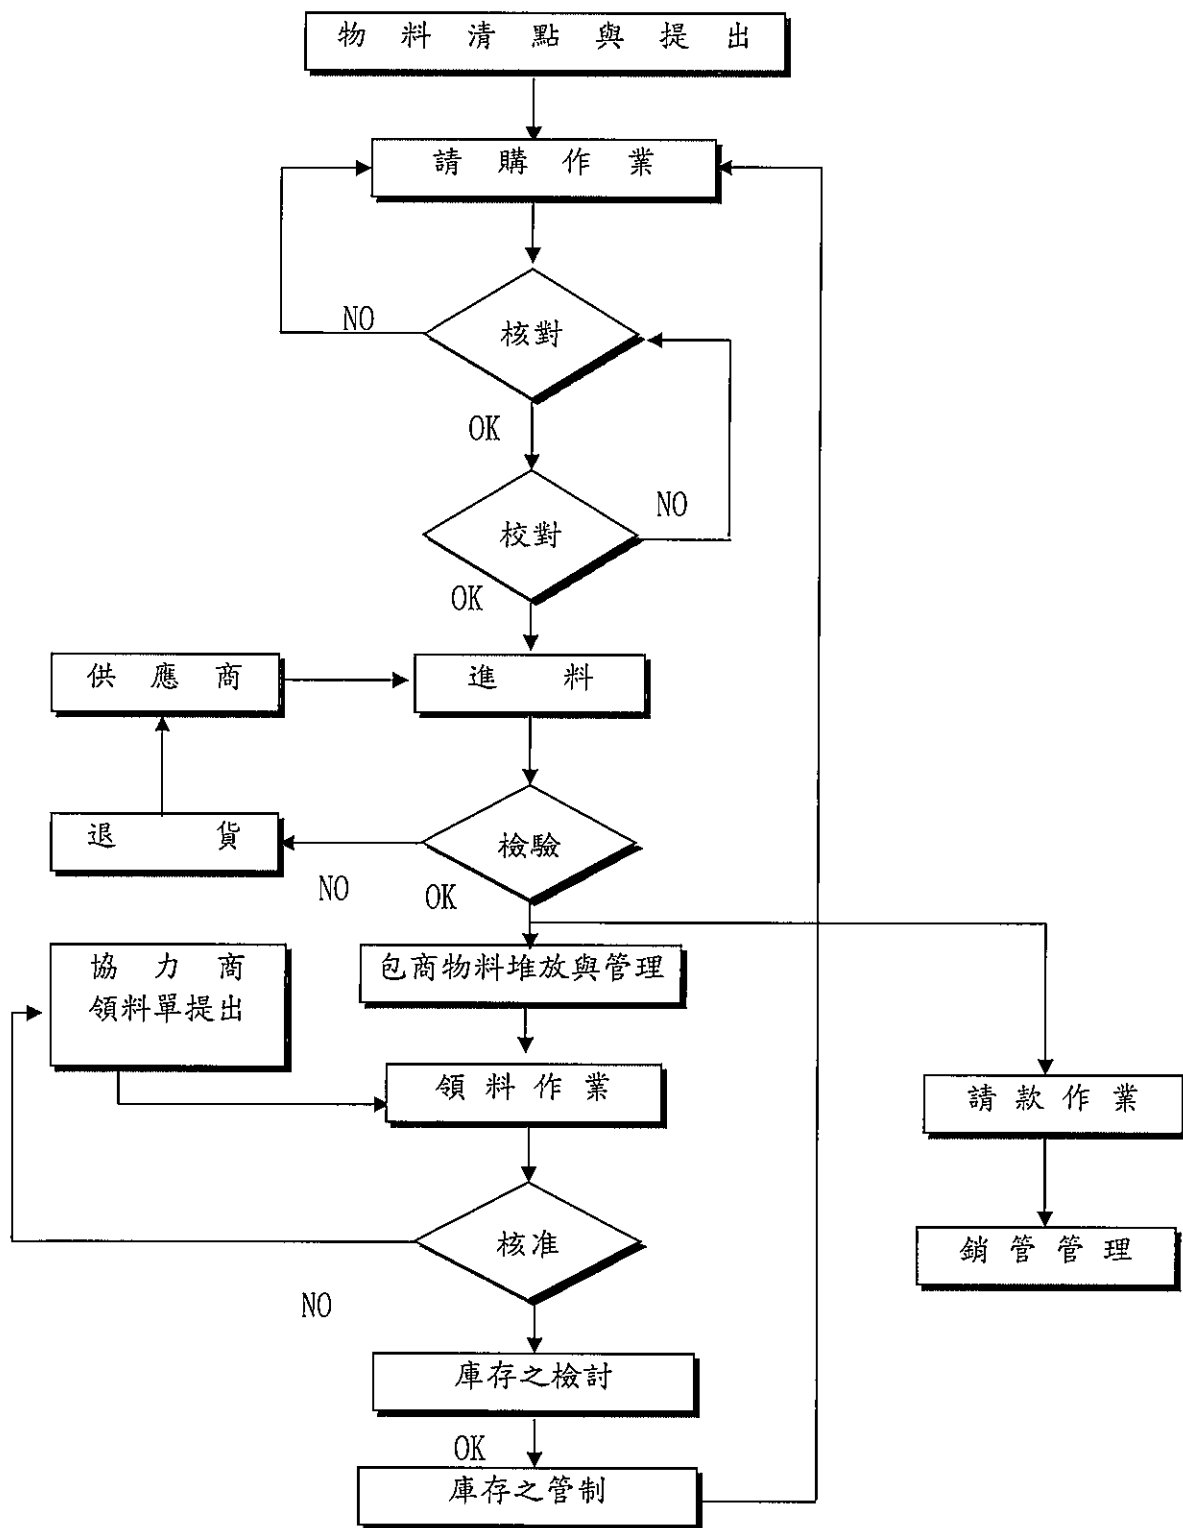 物料清點與提出
請購作業
NO
核對
OK
NO
校對
OK
供應商
進料
退貨
檢驗
NO
OK
協力商
領料單提出
包商物料堆放與管理
領料作業
請款作業
核准
銷管管理
NO
庫存之檢討
OK
庫存之管制